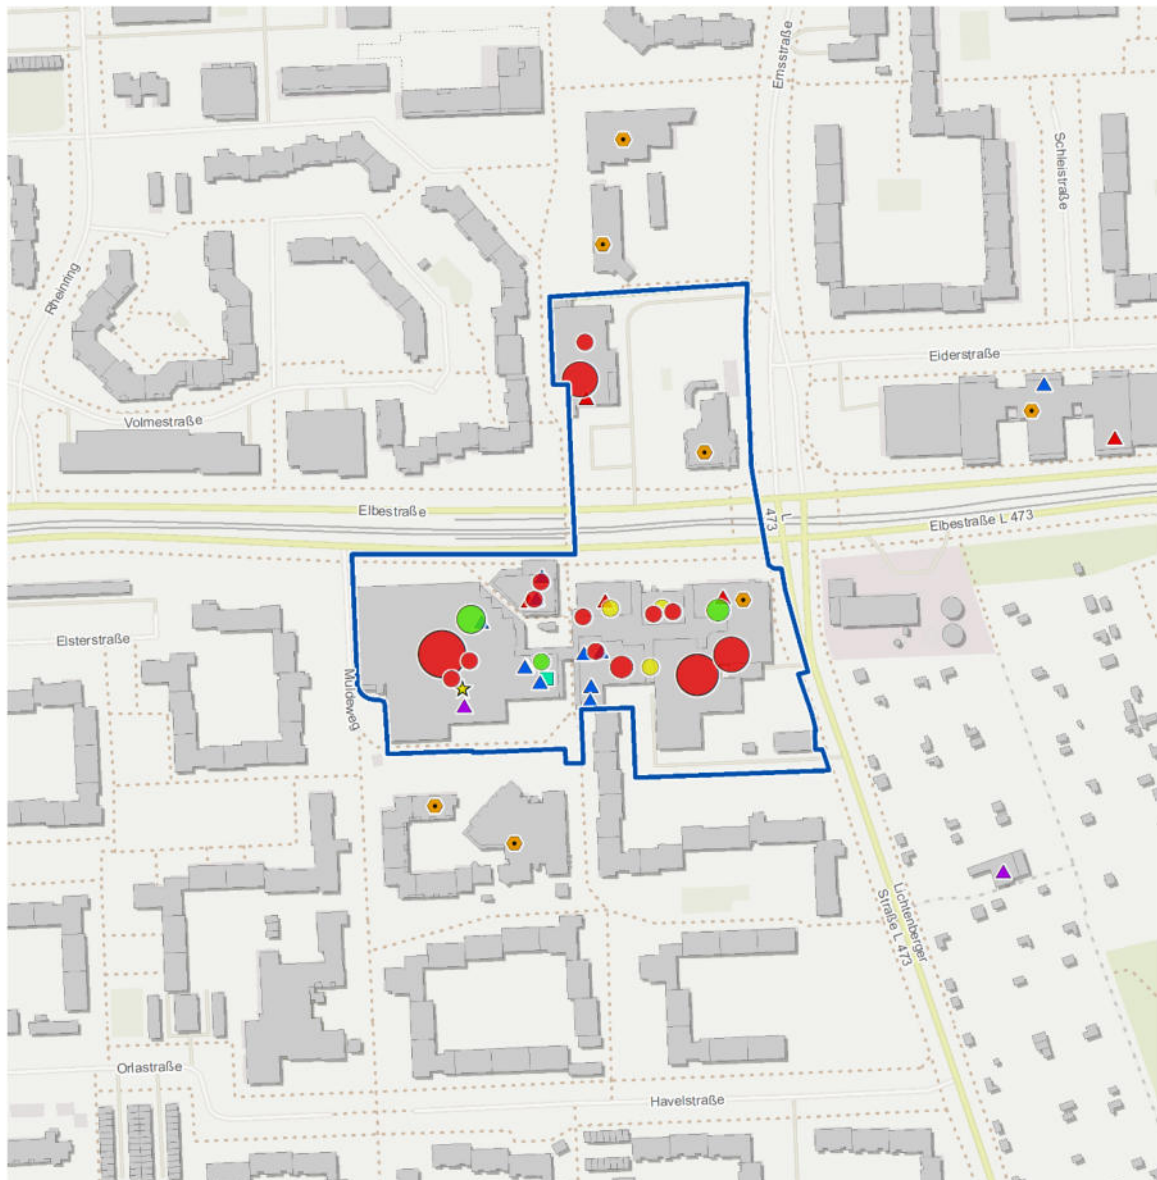 Emsstraße
Schleistraße
Rheinring
Eiderstraße
Volmestraße
Elbestraße
L
473
Elbestraße L 473
Elsterstraße
Muldeweg
Lichtenberger
Straße L 473
Orlastraße
Havelstraße